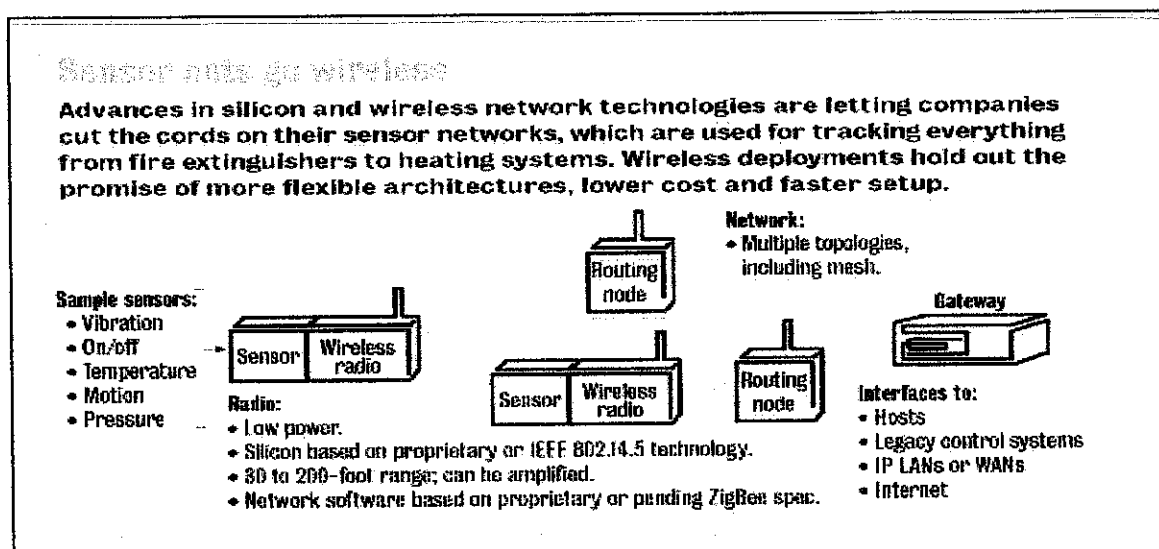 Sensor nets go wireless
Advances in silicon and wireless network technologies are letting companies
cut the cords on their sensor networks, which are used for tracking everything
from fire extinguishers to heating systems. Wireless deployments hold out the
promise of more flexible architectures, lower cost and faster setup.
Network:
• Multiple topologies,
including mesh.
Routing
node
Sample sensors:
• Vibration
• On/off
• Temperature
• Motion
• Pressure
Sensor
Wireless
radio
Radio:
• Low power.
• Silicon based on proprietary or IEEE 802.14.5 technology.
• 30 to 200-foot range; can be amplified.
• Network software based on proprietary or pending ZigBee spec.
Sensor
Wireless
radio
Routing
node
Gateway
Interfaces to:
• Hosts
• Legacy control systems
• IP LANs or WANs
• Internet